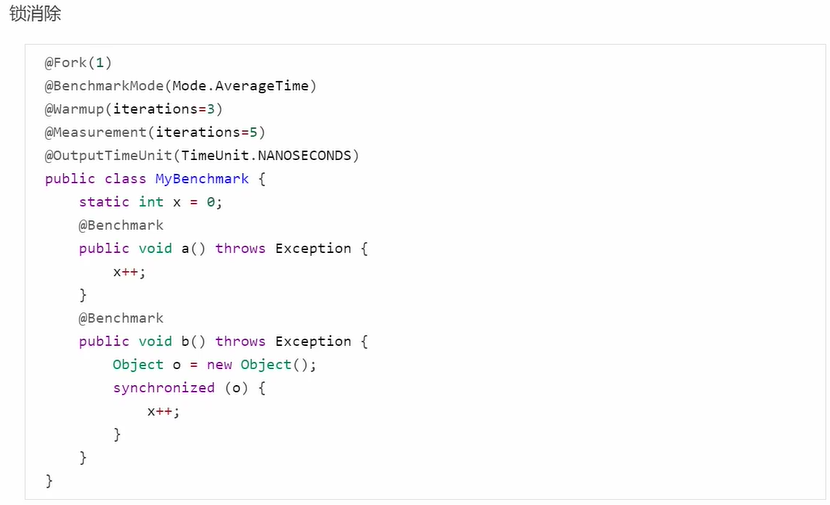 锁消除
@Fork(1)
@BenchmarkMode(Mode.AverageTime)
@Warmup(iterations=3)
@Measurement(iterations=5)
@OutputTimeUnit(TimeUnit.NANOSECONDS)
public class MyBenchmark {
    static int x = 0;
    @Benchmark
    public void a() throws Exception {
        x++;
    }
    @Benchmark
    public void b() throws Exception {
        Object o = new Object();
        synchronized (o) {
            x++;
        }
    }
}